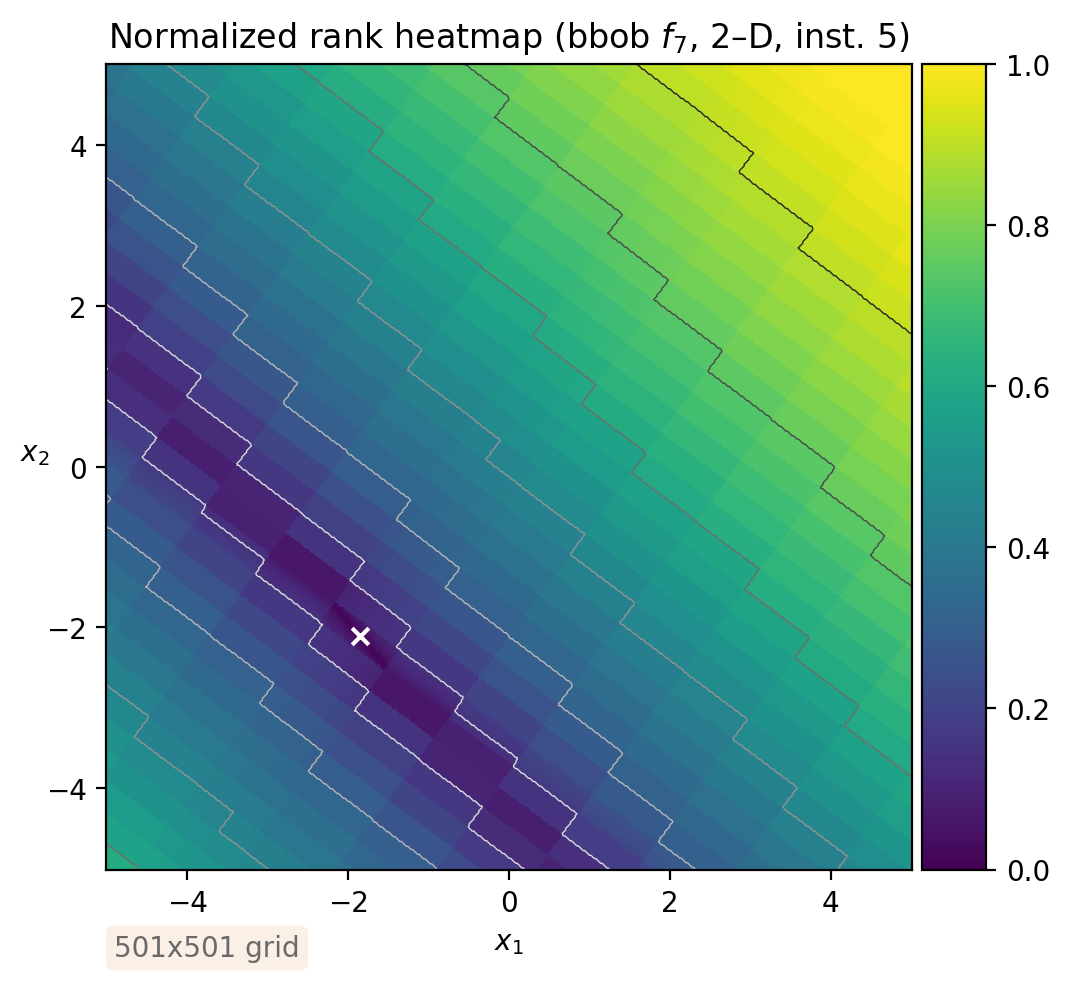 Normalized rank heatmap (bbob f₇, 2–D, inst. 5)
1.0
0.8
0.6
0.4
0.2
0.0
4
2
0
−2
−4
x₂
−4 −2 0 2 4
x₁
501x501 grid